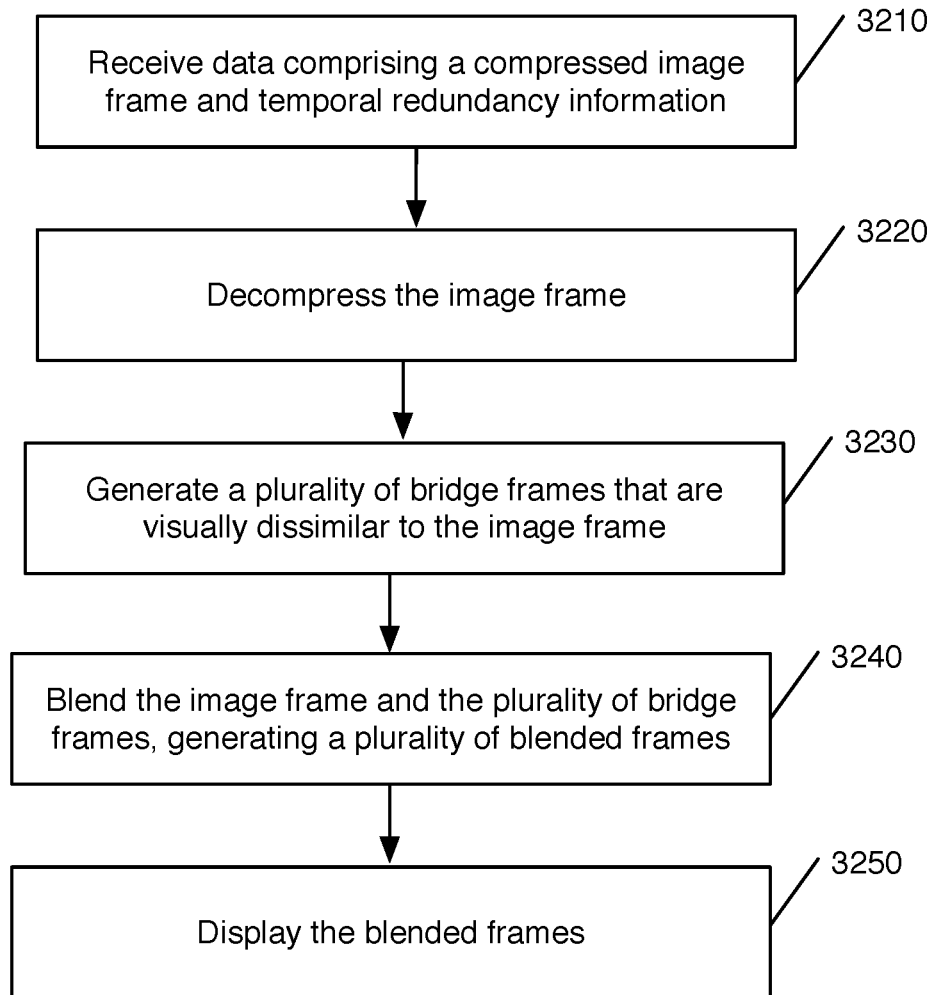 3210
Receive data comprising a compressed image
frame and temporal redundancy information
3220
Decompress the image frame
3230
Generate a plurality of bridge frames that are
visually dissimilar to the image frame
3240
Blend the image frame and the plurality of bridge
frames, generating a plurality of blended frames
3250
Display the blended frames